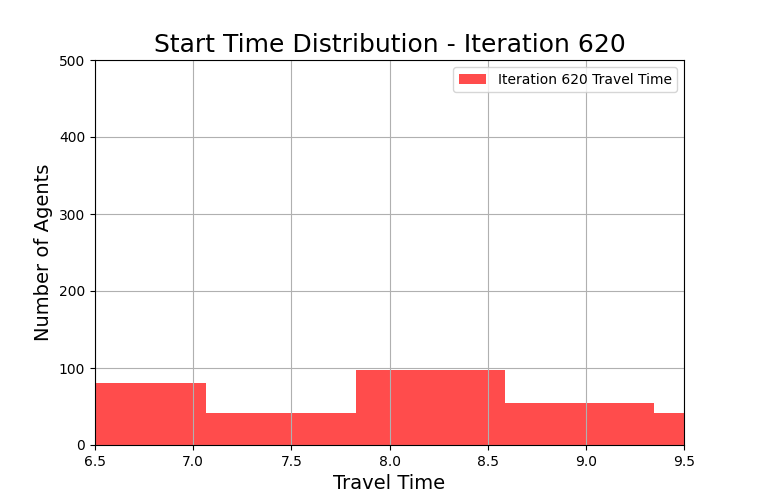 Start Time Distribution - Iteration 620
Iteration 620 Travel Time
Number of Agents
500
400
300
200
100
0
6.5 7.0 7.5 8.0 8.5 9.0 9.5
Travel Time